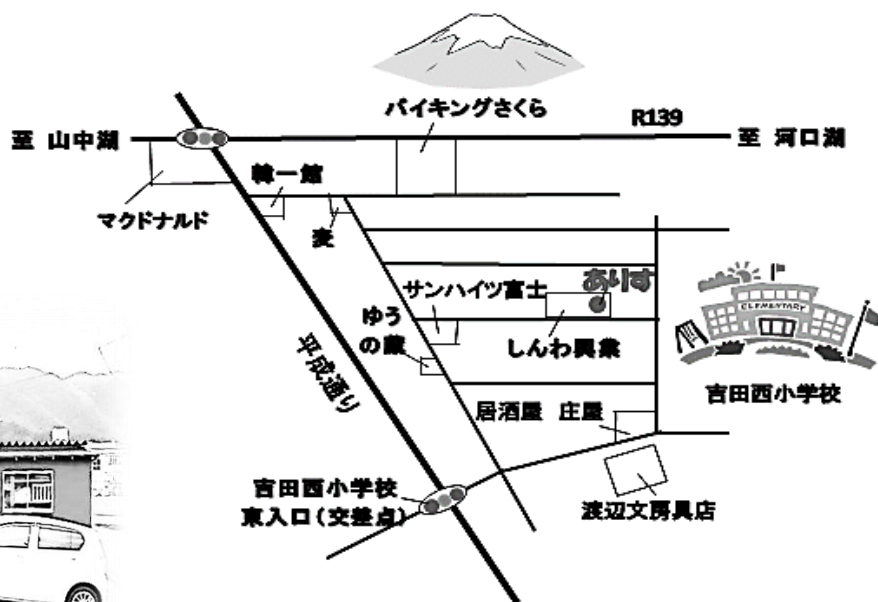 バイキングさくら
R139
至 山中湖
至 河口湖
韓一館
マクドナルド
麦
ありす
サンハイツ富士
ELEMENTARY
ゆう
の蔵
しんわ興業
平成通り
吉田西小学校
居酒屋 庄屋
吉田西小学校
東入口(交差点)
渡辺文房具店